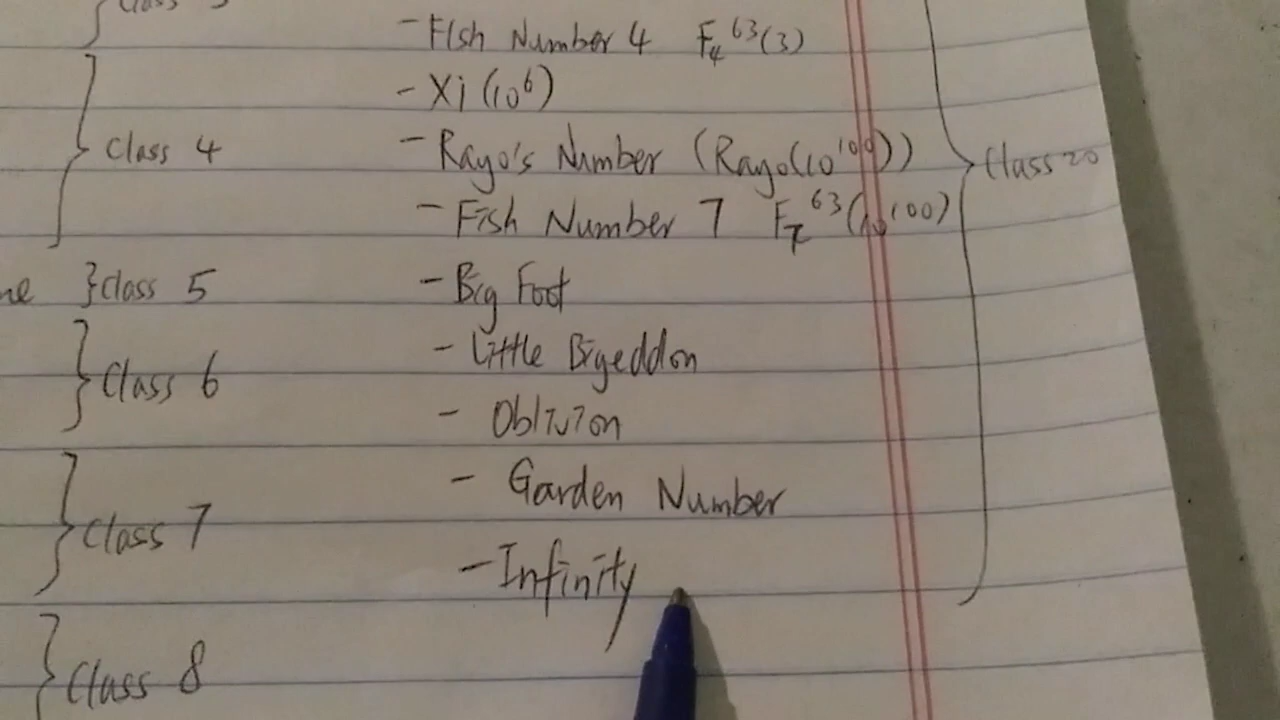 - Fish Number 4 F₄⁶³(3)
- Xi (10⁶)
Class 4
- Rayo's Number (Rayo(10¹⁰⁰))
Class 20
- Fish Number 7 F₇⁶³(10¹⁰⁰)
}Class 5
- Big Foot
- Little Bigeddon
Class 6
- Oblivion
- Garden Number
Class 7
- Infinity
Class 8